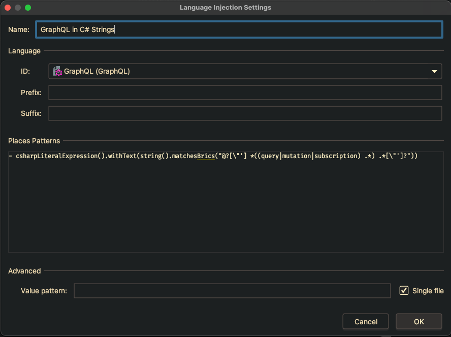 Language Injection Settings
Name: GraphQL in C# Strings
Language
ID: GraphQL (GraphQL)
Prefix:
Suffix:
Places Patterns
+ csharpLiteralExpression().withText(string().matchesBrics("@?[\"'] *((query|mutation|subscription) .*) .*[\"']?"))
Advanced
Value pattern: Single file
Cancel OK